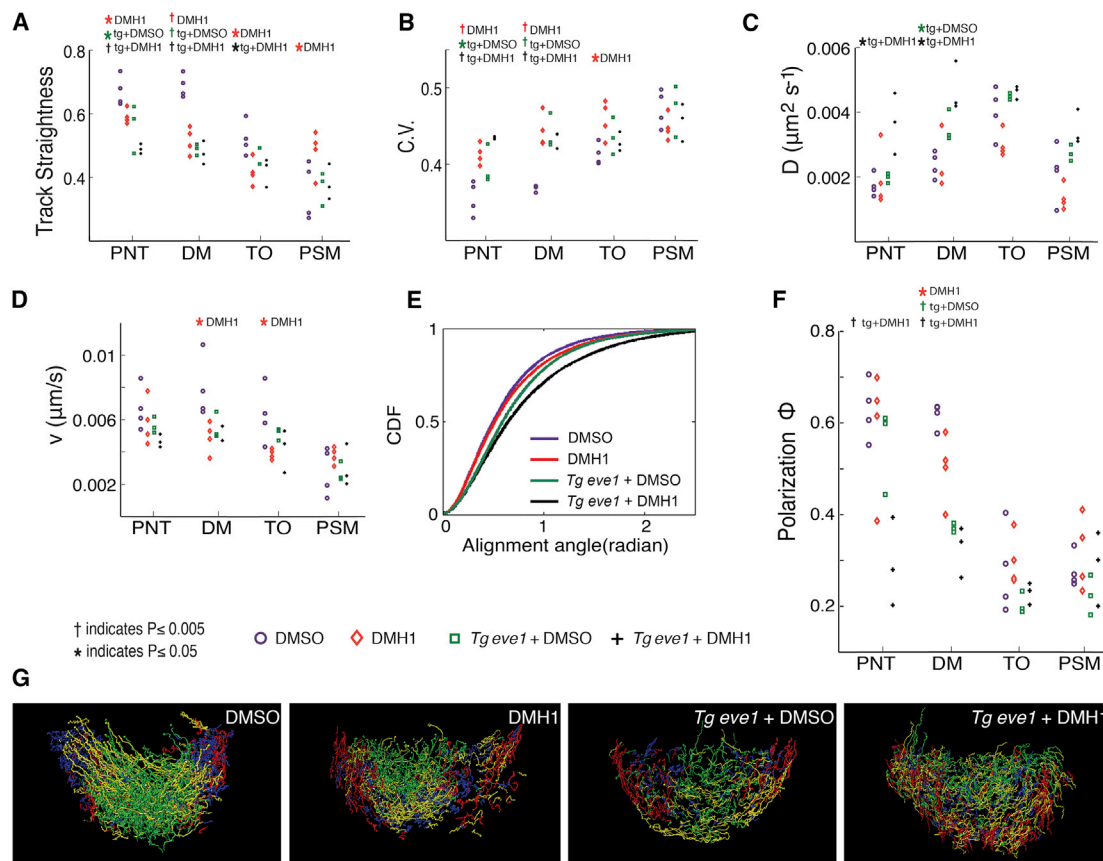 A
*DMH1 †DMH1
*tg+DMSO †tg+DMSO *DMH1
†tg+DMH1 †tg+DMH1 *tg+DMH1 *DMH1
Track Straightness
0.8
0.6
0.4
PNT DM TO PSM
B
†DMH1 †DMH1
*tg+DMSO †tg+DMSO
†tg+DMH1 †tg+DMH1 *DMH1
C.V.
0.5
0.4
PNT DM TO PSM
C
*tg+DMSO
*tg+DMH1 *tg+DMH1
D (µm² s⁻¹)
0.006
0.004
0.002
PNT DM TO PSM
D
*DMH1 *DMH1
v (µm/s)
0.01
0.006
0.002
PNT DM TO PSM
E
CDF
1
0.5
0
0 1 2
Alignment angle(radian)
DMSO
DMH1
Tg eve1 + DMSO
Tg eve1 + DMH1
F
*DMH1
†tg+DMSO
†tg+DMH1 †tg+DMH1
Polarization Φ
0.8
0.6
0.4
0.2
PNT DM TO PSM
† indicates P≤ 0.005
* indicates P≤ 0.05
DMSO DMH1 Tg eve1 + DMSO Tg eve1 + DMH1
G
DMSO
DMH1
Tg eve1 + DMSO
Tg eve1 + DMH1